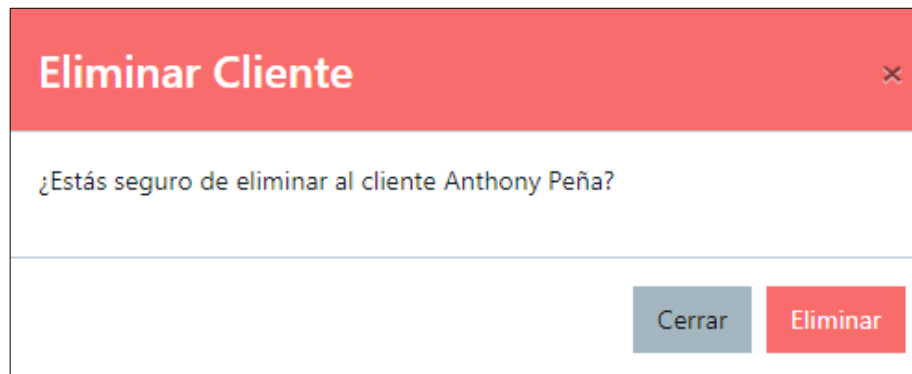 Eliminar Cliente
×
¿Estás seguro de eliminar al cliente Anthony Peña?
Cerrar
Eliminar